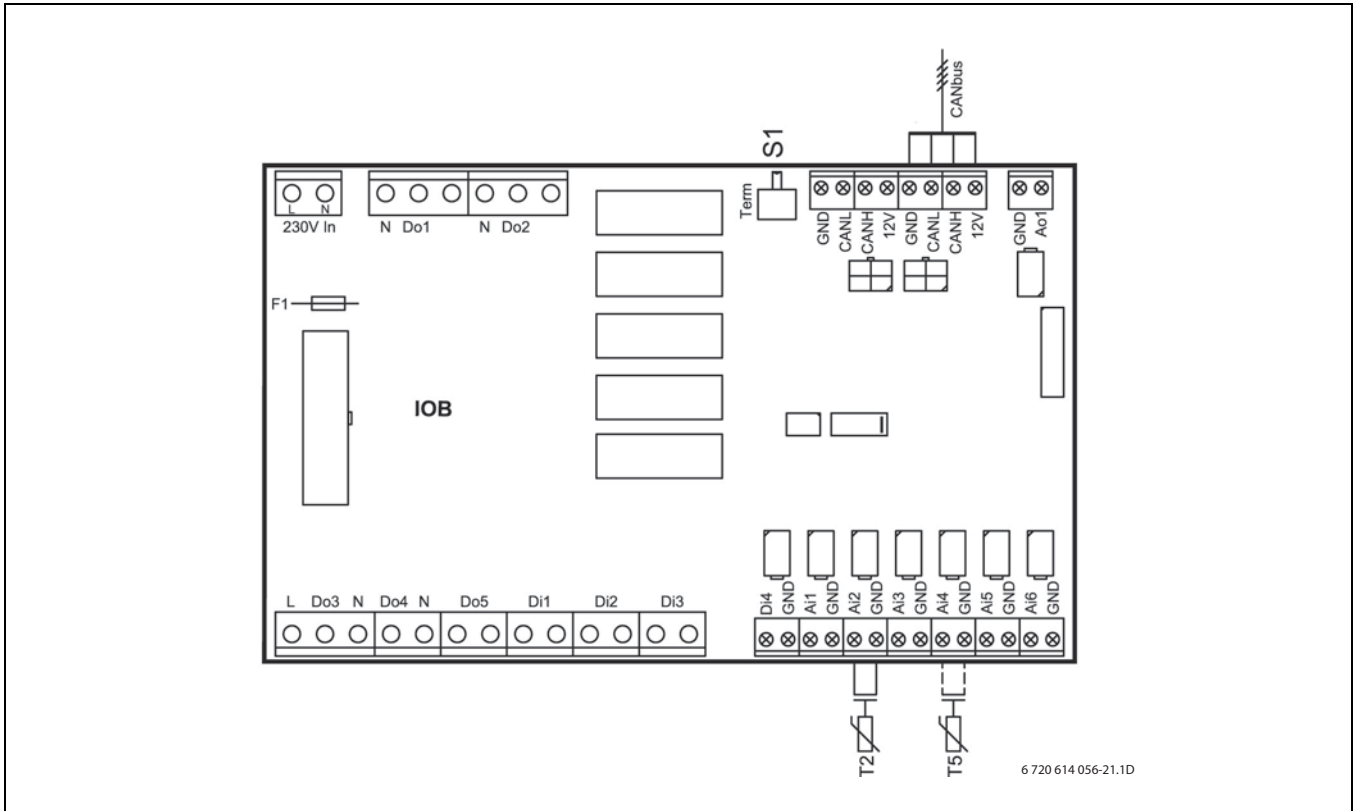 CANbus
S1
Term
GND CANL CANH 12V GND CANL CANH 12V
GND Ao1
L N
230V In
N Do1 N Do2
F1
IOB
L Do3 N Do4 N Do5 Di1 Di2 Di3
Di4 GND Ai1 GND Ai2 GND Ai3 GND Ai4 GND Ai5 GND Ai6 GND
T2
T5
6 720 614 056-21.1D